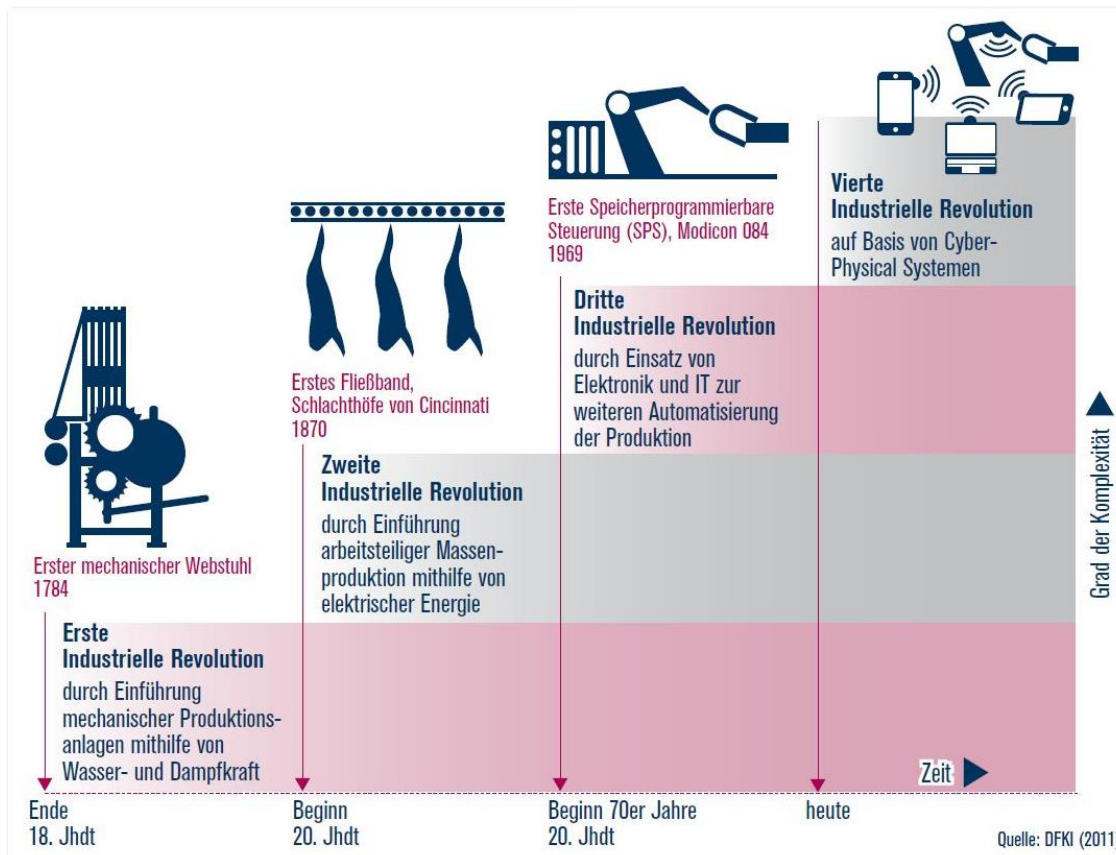 Erster mechanischer Webstuhl
1784
Erste
Industrielle Revolution
durch Einführung
mechanischer Produktions-
anlagen mithilfe von
Wasser- und Dampfkraft
Ende
18. Jhdt
Erstes Fließband,
Schlachthöfe von Cincinnati
1870
Zweite
Industrielle Revolution
durch Einführung
arbeitsteiliger Massen-
produktion mithilfe von
elektrischer Energie
Beginn
20. Jhdt
Erste Speicherprogrammierbare
Steuerung (SPS), Modicon 084
1969
Dritte
Industrielle Revolution
durch Einsatz von
Elektronik und IT zur
weiteren Automatisierung
der Produktion
Beginn 70er Jahre
20. Jhdt
Vierte
Industrielle Revolution
auf Basis von Cyber-
Physical Systemen
heute
Grad der Komplexität
Zeit
Quelle: DFKI (2011